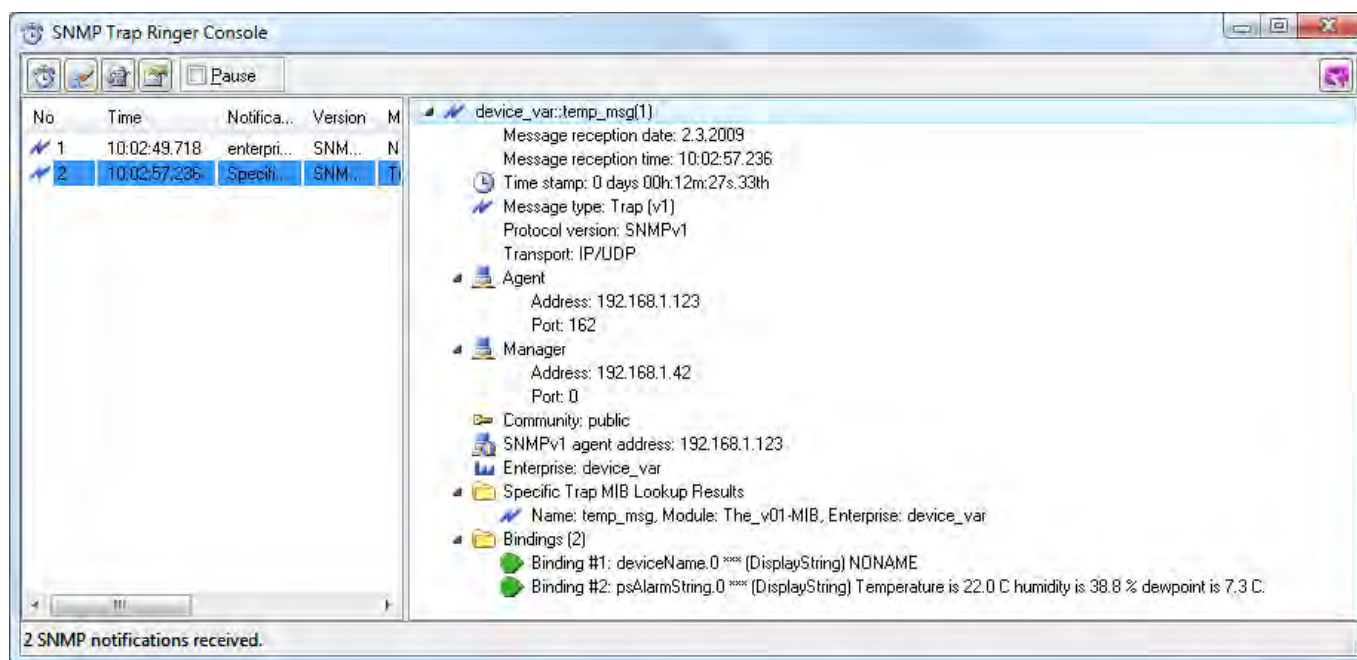 SNMP Trap Ringer Console
Pause
No Time Notifica... Version M
1 10:02:49.718 enterpri... SNM... N
2 10:02:57.236 Specifi... SNM... T
device_var::temp_msg(1)
Message reception date: 2.3.2009
Message reception time: 10:02:57.236
Time stamp: 0 days 00h:12m:27s.33th
Message type: Trap (v1)
Protocol version: SNMPv1
Transport: IP/UDP
Agent
Address: 192.168.1.123
Port: 162
Manager
Address: 192.168.1.42
Port: 0
Community: public
SNMPv1 agent address: 192.168.1.123
Enterprise: device_var
Specific Trap MIB Lookup Results
Name: temp_msg, Module: The_v01-MIB, Enterprise: device_var
Bindings (2)
Binding #1: deviceName.0 *** (DisplayString) NONAME
Binding #2: psAlarmString.0 *** (DisplayString) Temperature is 22.0 C humidity is 38.8 % dewpoint is 7.3 C.
2 SNMP notifications received.